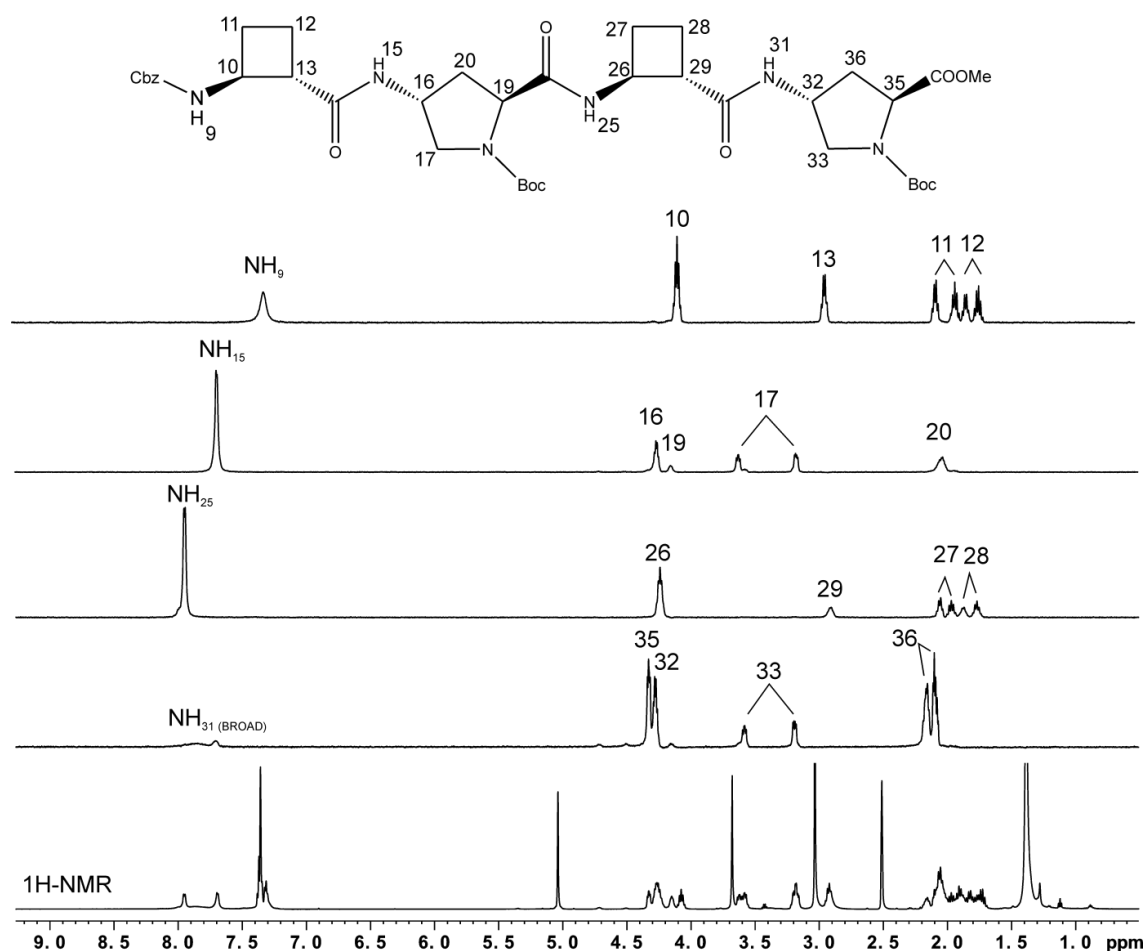 11 12
27 28
O
H
N
15
20
O
H
N
31
36
Cbz
10
13
16
19
26
29
32
35
COOMe
N
H
9
O
17
N
Boc
N
H
25
O
33
N
Boc
10
NH9
13
11 12
NH15
16
19
17
20
NH25
26
29
27 28
35
32
33
36
NH31 (BROAD)
1H-NMR
9.0 8.5 8.0 7.5 7.0 6.5 6.0 5.5 5.0 4.5 4.0 3.5 3.0 2.5 2.0 1.5 1.0 ppm